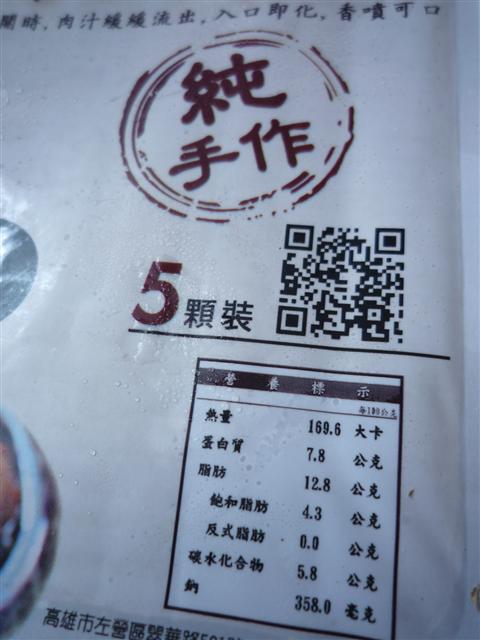 開時,肉汁緩緩流出,入口即化,香噴可口
純
手作
5顆裝
營養標示
每100公克
熱量 169.6 大卡
蛋白質 7.8 公克
脂肪 12.8 公克
飽和脂肪 4.3 公克
反式脂肪 0.0 公克
碳水化合物 5.8 公克
鈉 358.0 毫克
高雄市左營區翠華路